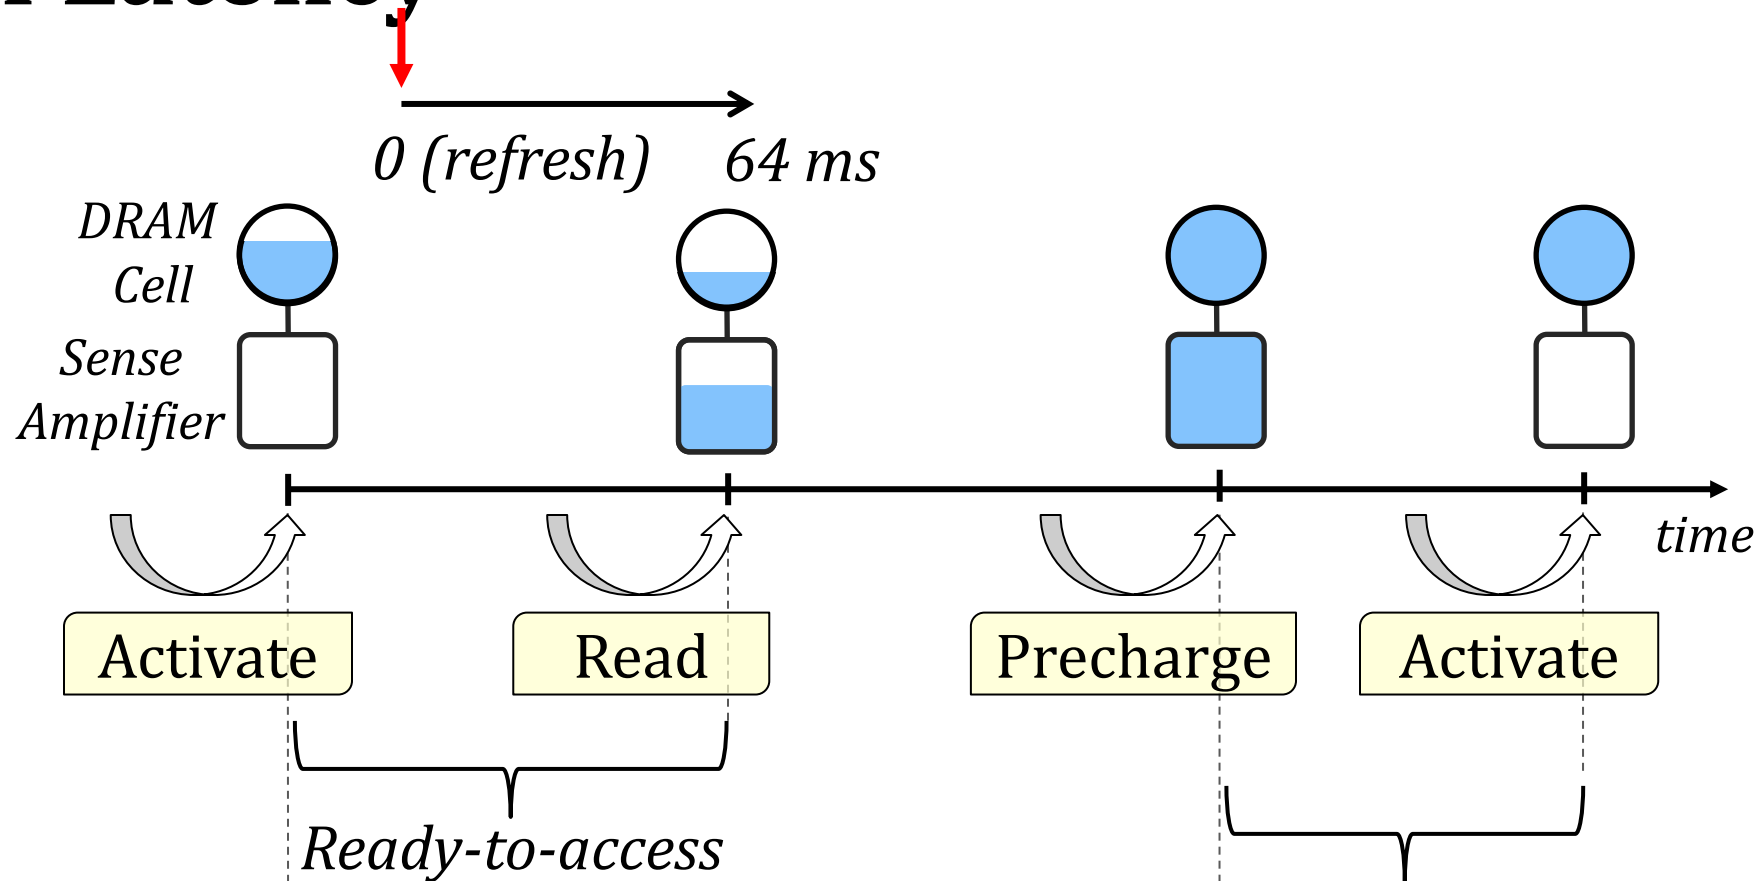 0 (refresh) 64 ms
DRAM
Cell
Sense
Amplifier
time
Activate Read Precharge Activate
Ready-to-access